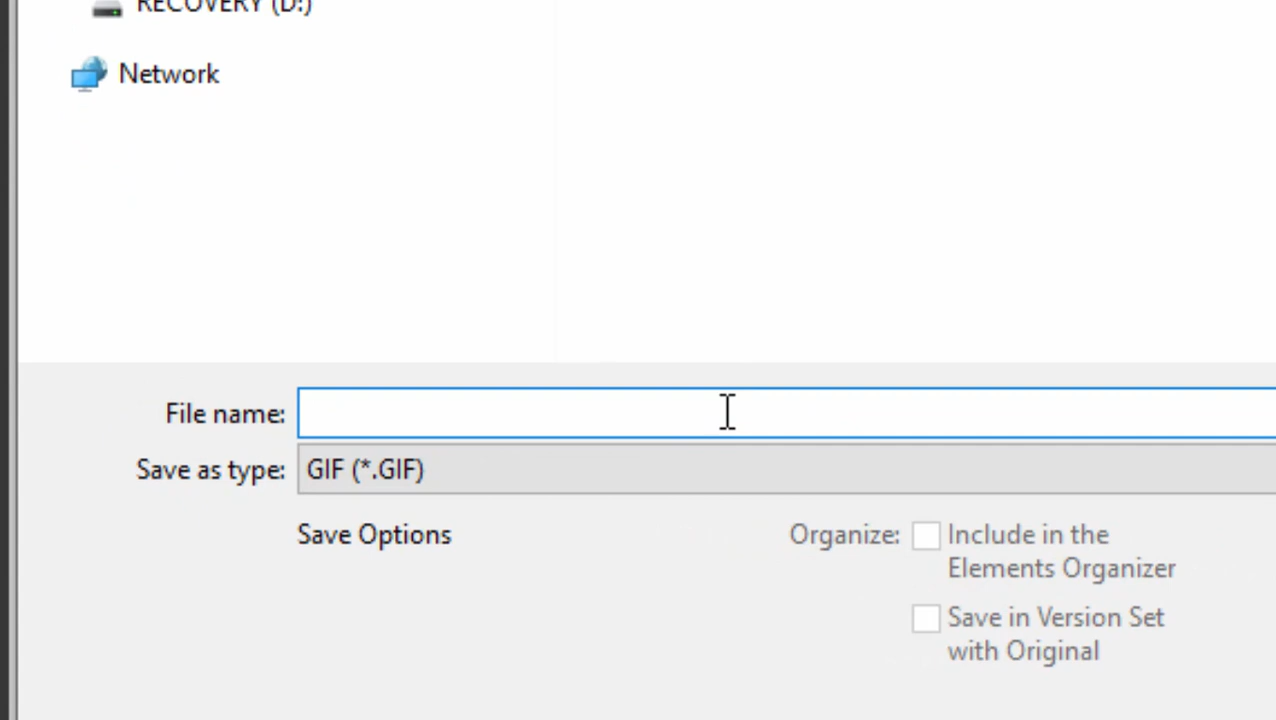 RECOVERY (D:)
Network
File name:
Save as type: GIF (*.GIF)
Save Options
Organize: Include in the
Elements Organizer
Save in Version Set
with Original